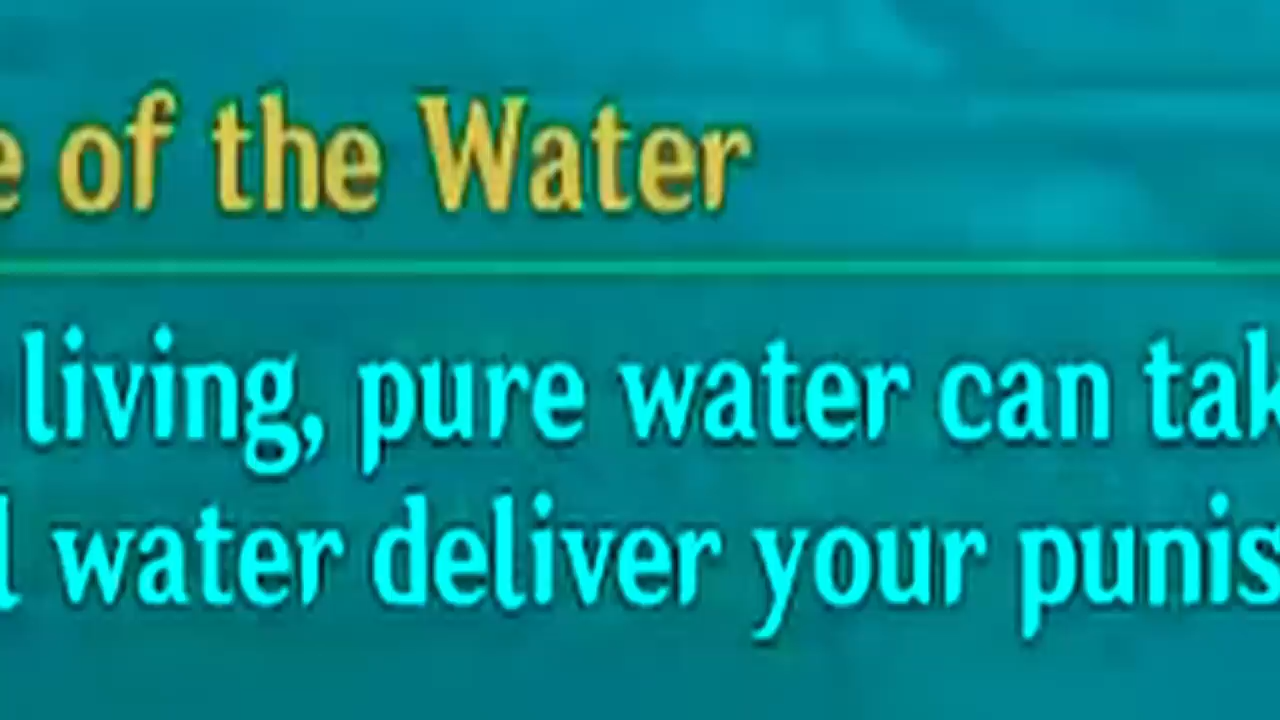 e of the Water
living, pure water can tak
l water deliver your punis